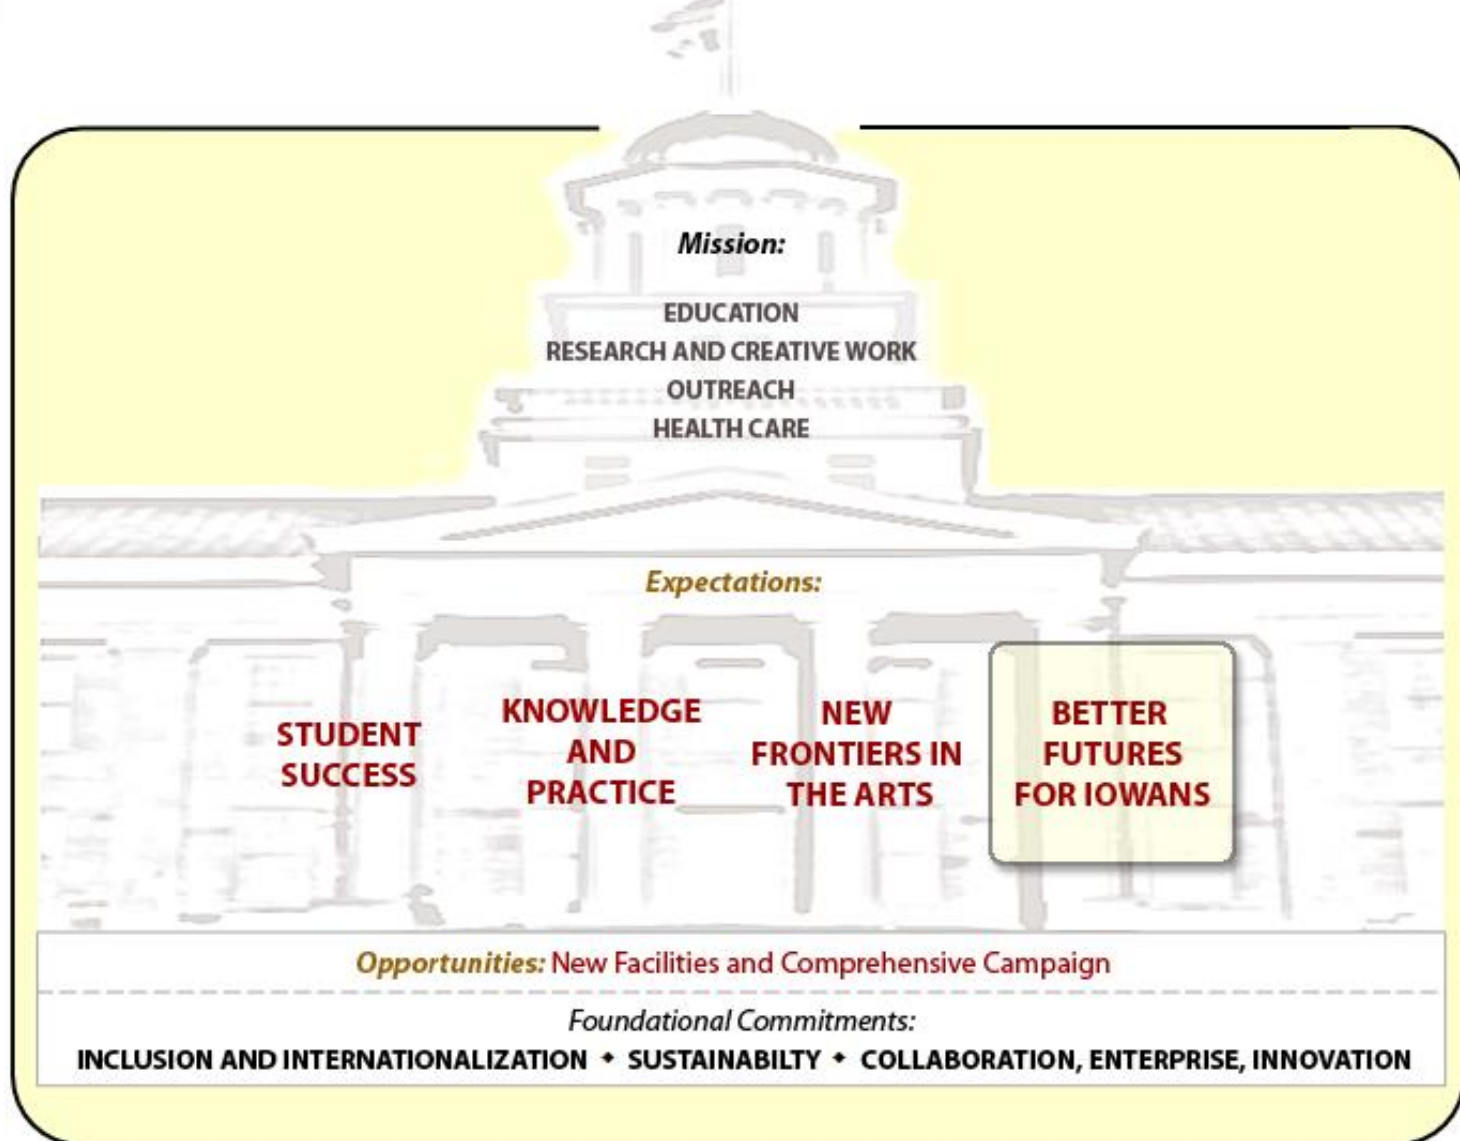 Mission:
EDUCATION
RESEARCH AND CREATIVE WORK
OUTREACH
HEALTH CARE
Expectations:
STUDENT
SUCCESS
KNOWLEDGE
AND
PRACTICE
NEW
FRONTIERS IN
THE ARTS
BETTER
FUTURES
FOR IOWANS
Opportunities: New Facilities and Comprehensive Campaign
Foundational Commitments:
INCLUSION AND INTERNATIONALIZATION ◆ SUSTAINABILTY ◆ COLLABORATION, ENTERPRISE, INNOVATION